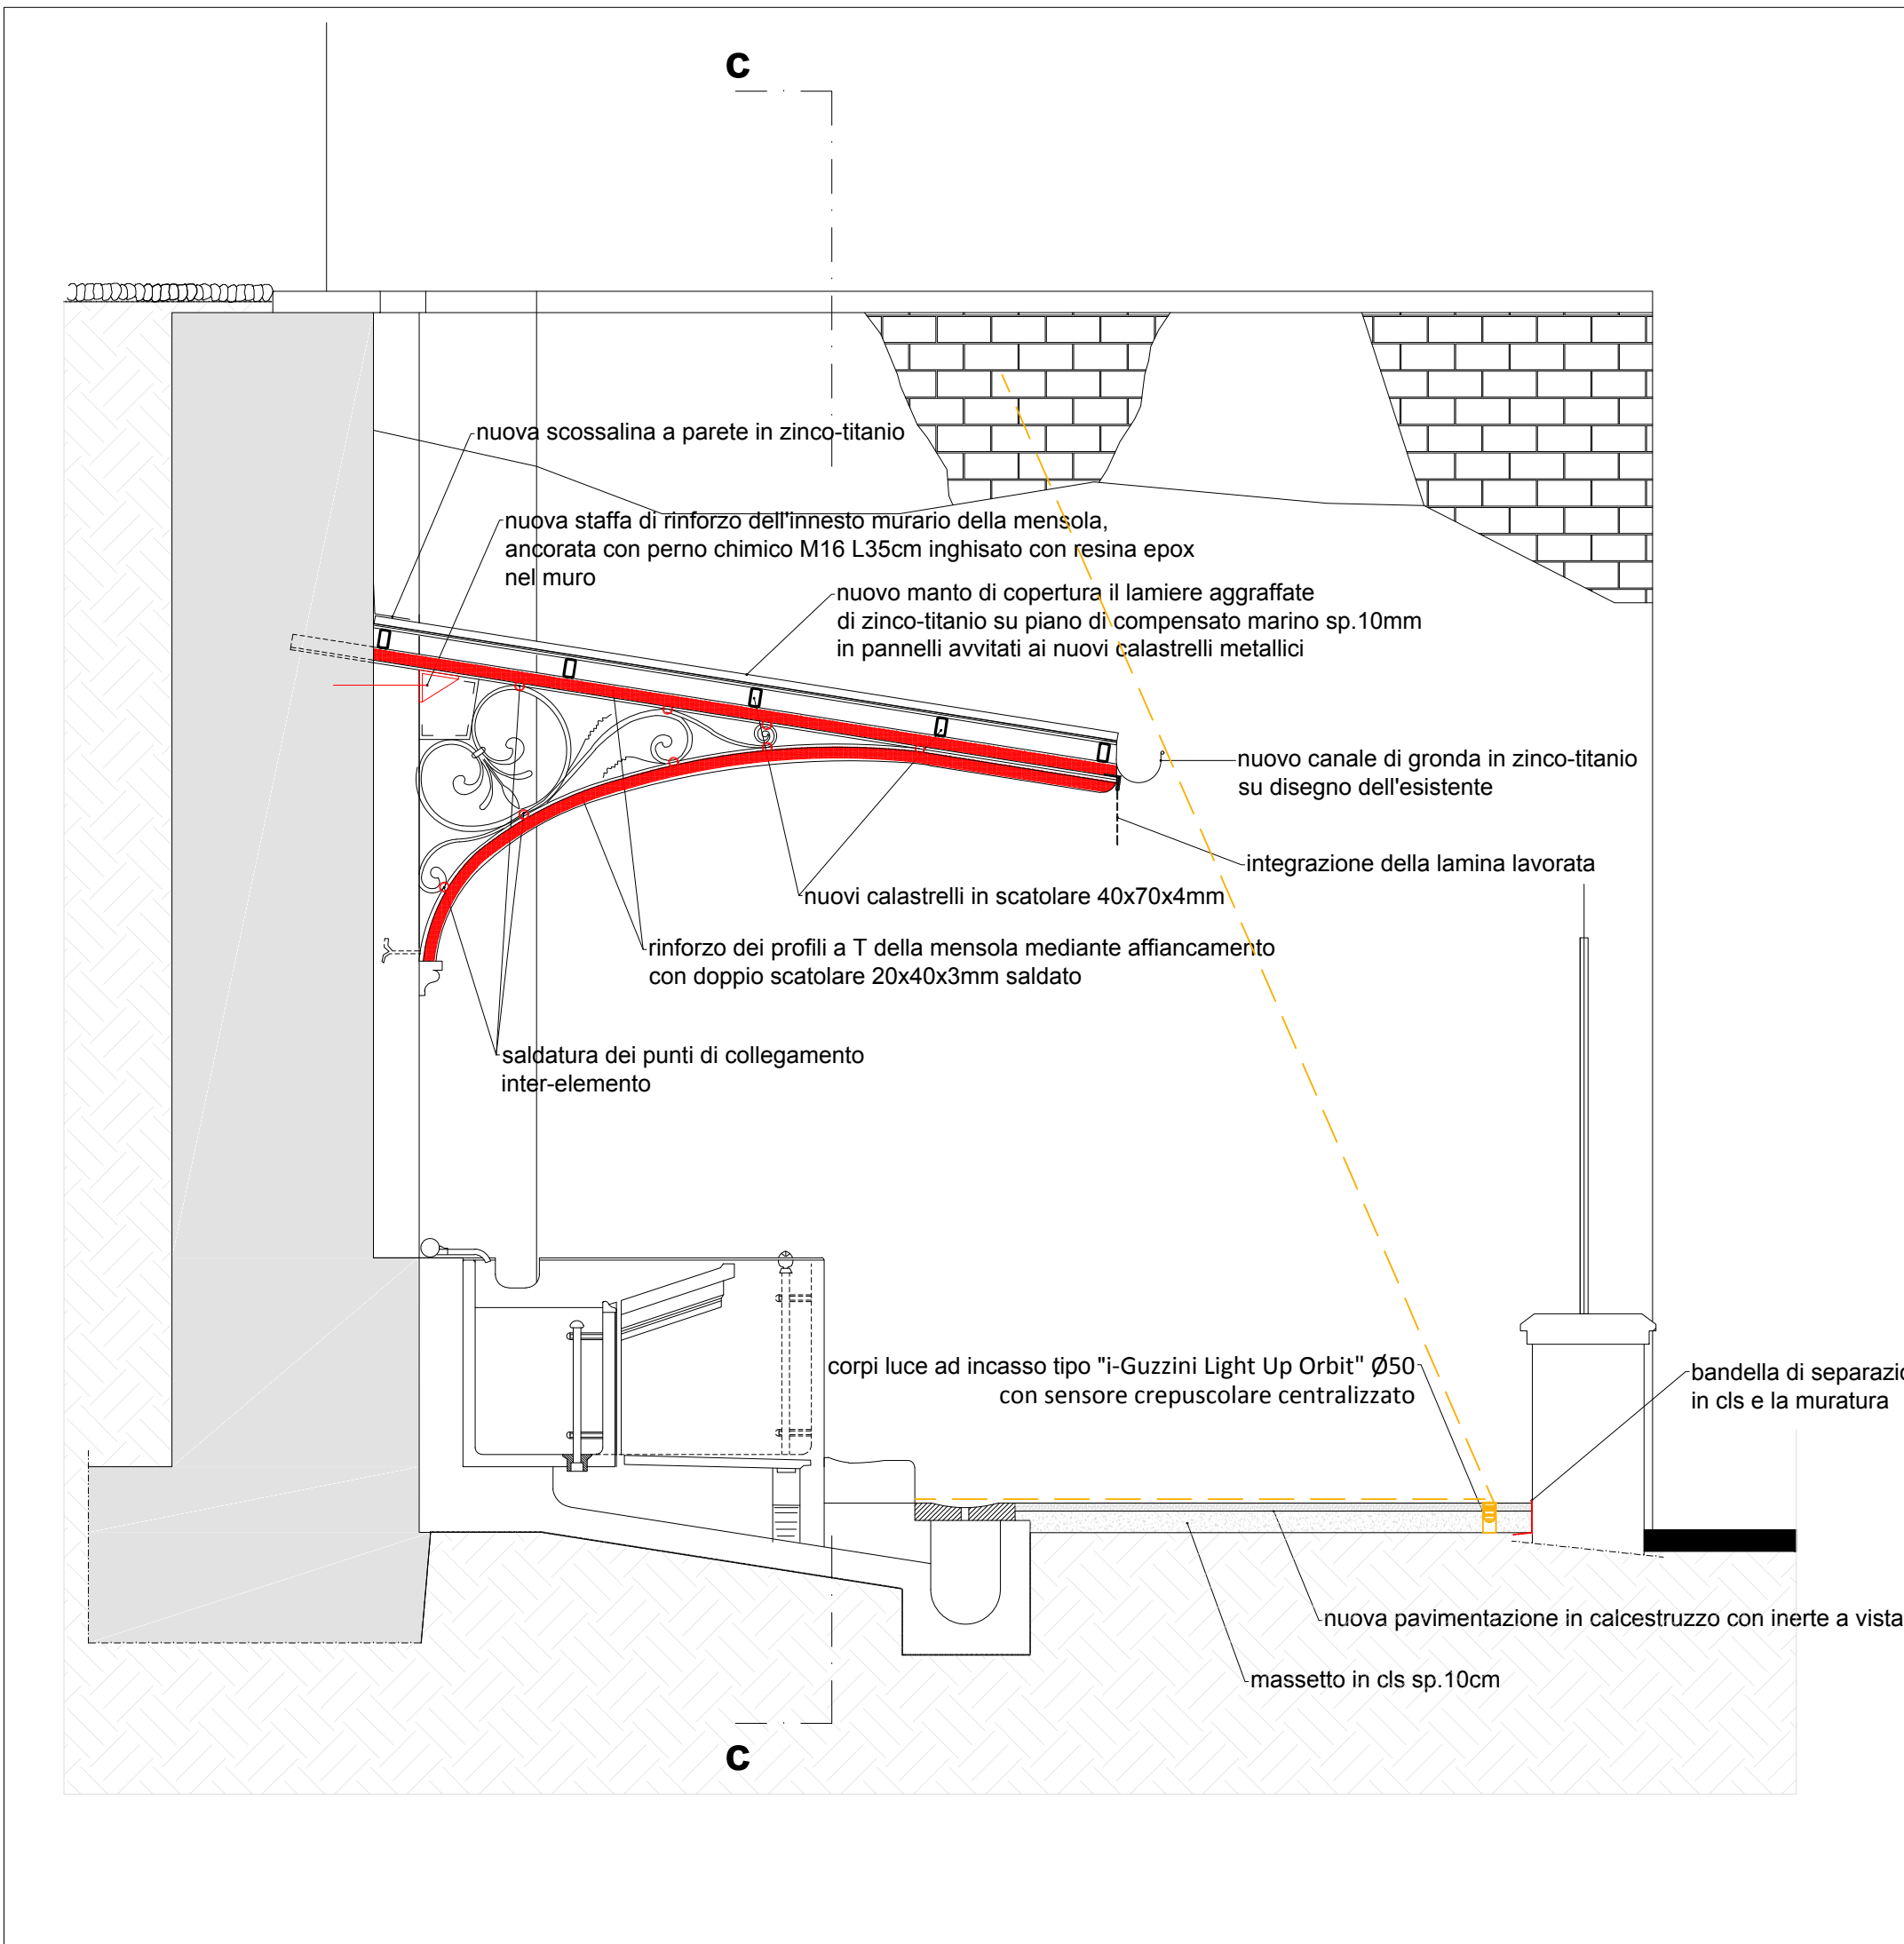 C
nuova scossalina a parete in zinco-titanio
nuova staffa di rinforzo dell'innesto murario della mensola,
ancorata con perno chimico M16 L35cm inghisato con resina epox
nel muro
nuovo manto di copertura il lamiere aggraffate
di zinco-titanio su piano di compensato marino sp.10mm
in pannelli avvitati ai nuovi calastrelli metallici
nuovo canale di gronda in zinco-titanio
su disegno dell'esistente
integrazione della lamina lavorata
nuovi calastrelli in scatolare 40x70x4mm
rinforzo dei profili a T della mensola mediante affiancamento
con doppio scatolare 20x40x3mm saldato
saldatura dei punti di collegamento
inter-elemento
corpi luce ad incasso tipo "i-Guzzini Light Up Orbit" Ø50
con sensore crepuscolare centralizzato
bandella di separazio
in cls e la muratura
nuova pavimentazione in calcestruzzo con inerte a vista
massetto in cls sp.10cm
C